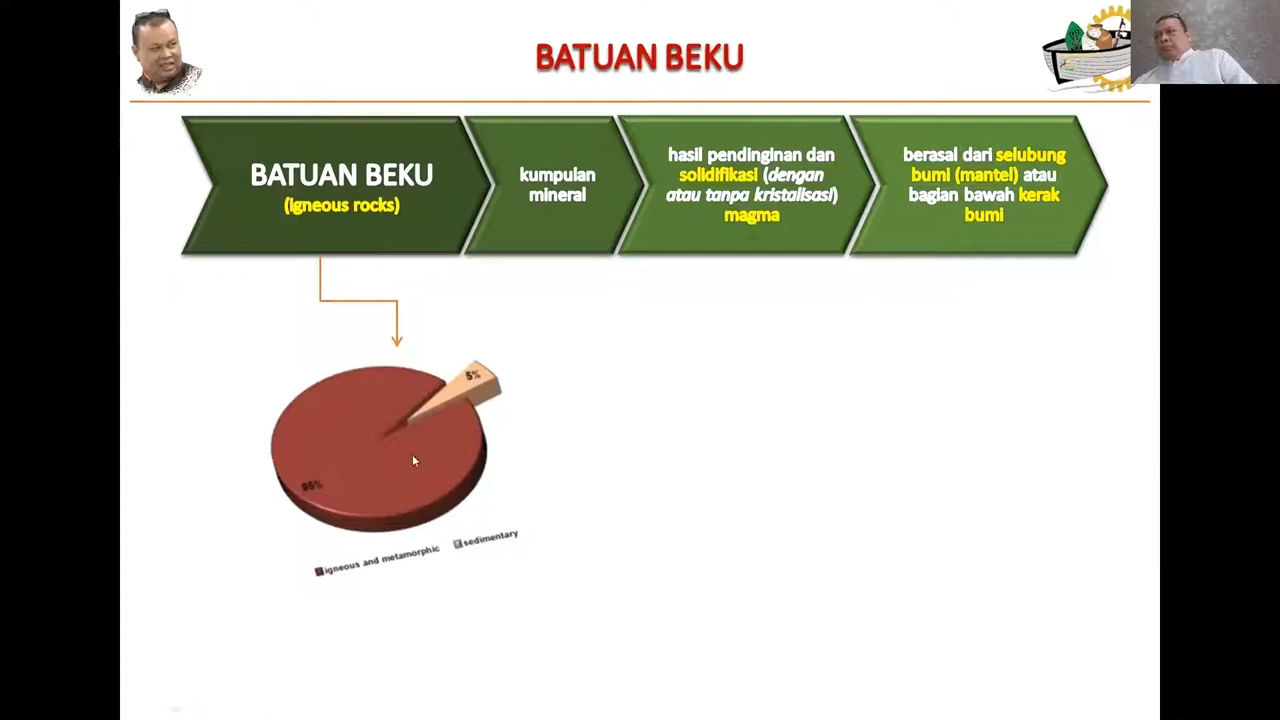 BATUAN BEKU
BATUAN BEKU
(igneous rocks)
kumpulan
mineral
hasil pendinginan dan
solidifikasi (dengan
atau tanpa kristalisasi)
magma
berasal dari selubung
bumi (mantel) atau
bagian bawah kerak
bumi
5%
95%
igneous and metamorphic
sedimentary